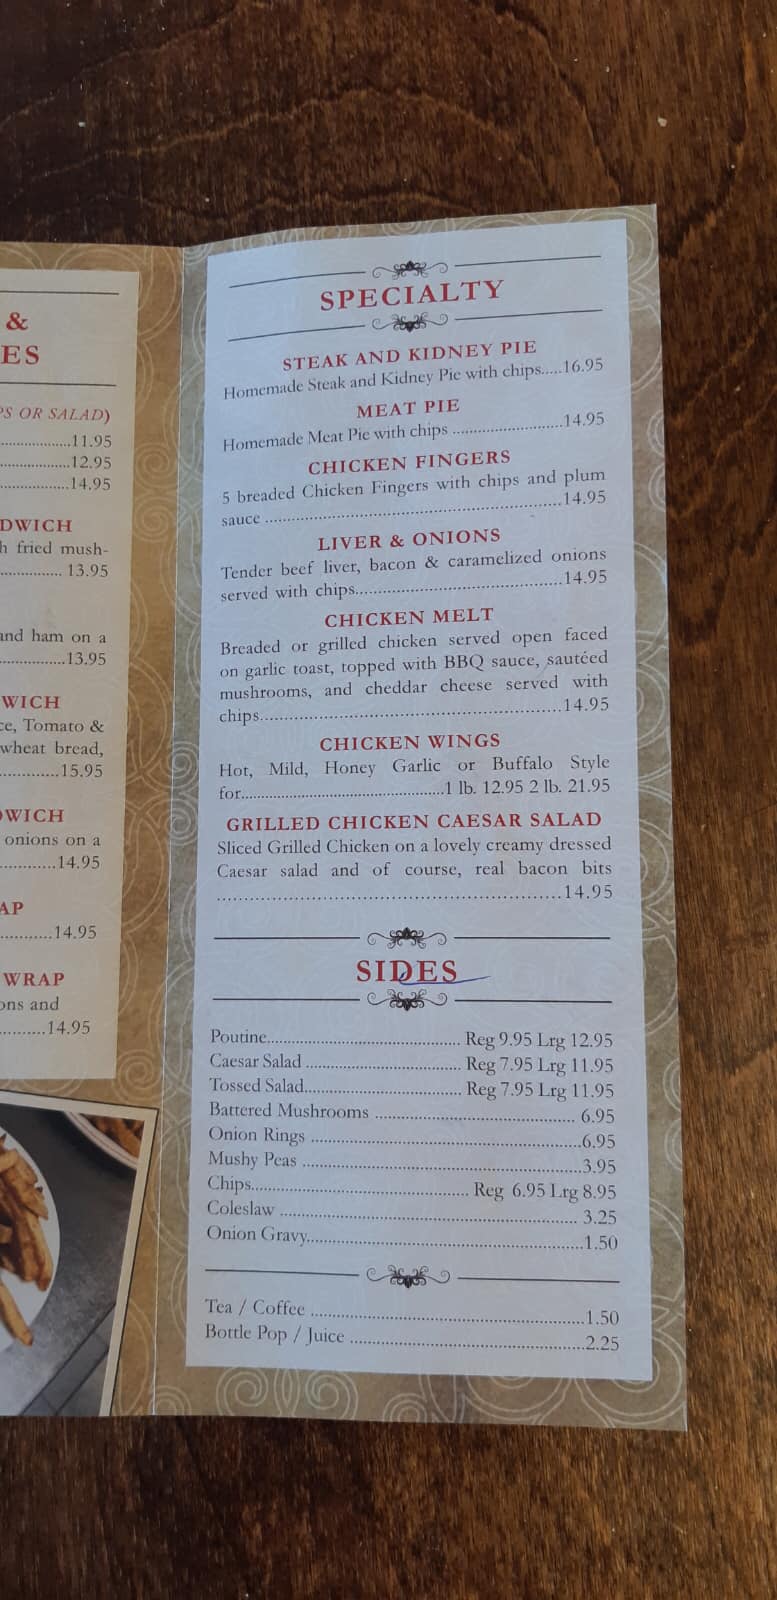 &
ES
PS OR SALAD)
11.95
12.95
14.95
DWICH
h fried mush-
13.95
and ham on a
13.95
WICH
ce, Tomato &
wheat bread,
15.95
DWICH
onions on a
14.95
AP
14.95
WRAP
ons and
14.95
SPECIALTY
STEAK AND KIDNEY PIE
Homemade Steak and Kidney Pie with chips.....16.95
MEAT PIE
Homemade Meat Pie with chips ..........................14.95
CHICKEN FINGERS
5 breaded Chicken Fingers with chips and plum
sauce ......................................................................14.95
LIVER & ONIONS
Tender beef liver, bacon & caramelized onions
served with chips.................................................14.95
CHICKEN MELT
Breaded or grilled chicken served open faced
on garlic toast, topped with BBQ sauce, sautéed
mushrooms, and cheddar cheese served with
chips.......................................................................14.95
CHICKEN WINGS
Hot, Mild, Honey Garlic or Buffalo Style
for................................................1 lb. 12.95 2 lb. 21.95
GRILLED CHICKEN CAESAR SALAD
Sliced Grilled Chicken on a lovely creamy dressed
Caesar salad and of course, real bacon bits
..............................................................................14.95
SIDES
Poutine............................................. Reg 9.95 Lrg 12.95
Caesar Salad .................................... Reg 7.95 Lrg 11.95
Tossed Salad..................................... Reg 7.95 Lrg 11.95
Battered Mushrooms .............................................. 6.95
Onion Rings ..............................................................6.95
Mushy Peas ................................................................3.95
Chips.................................................. Reg 6.95 Lrg 8.95
Coleslaw .................................................................... 3.25
Onion Gravy...............................................................1.50
Tea / Coffee ...............................................................1.50
Bottle Pop / Juice ......................................................2.25